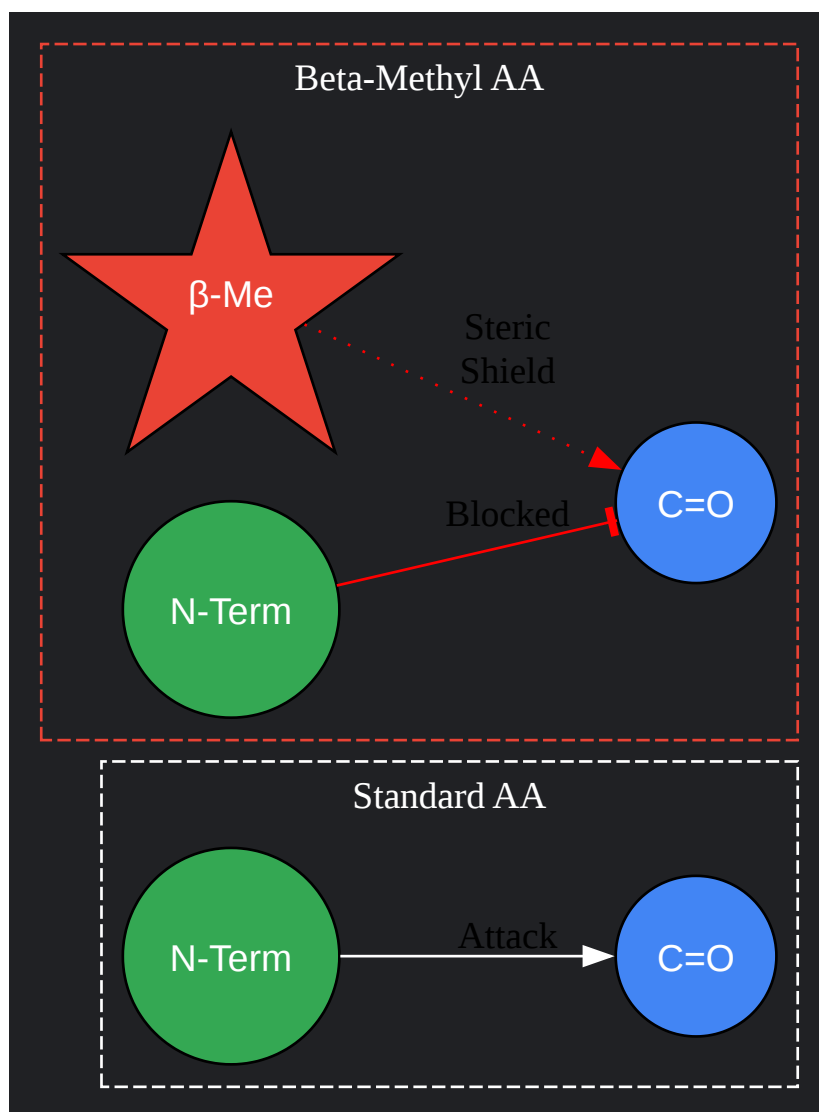 Beta-Methyl AA
β-Me
Steric
Shield
C=O
Blocked
N-Term
Standard AA
N-Term
Attack
C=O